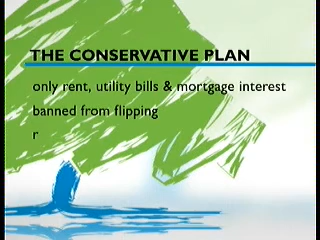 THE CONSERVATIVE PLAN
only rent, utility bills & mortgage interest
banned from flipping
r